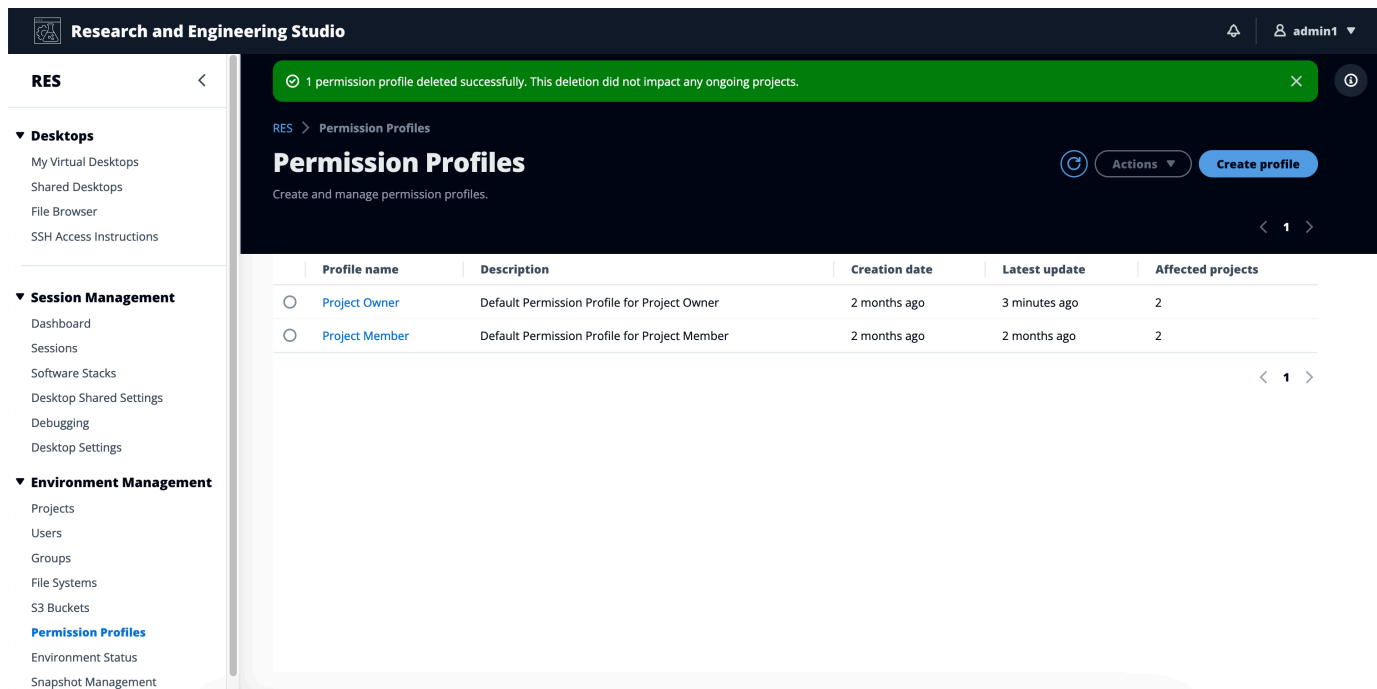 Research and Engineering Studio
admin1
RES
1 permission profile deleted successfully. This deletion did not impact any ongoing projects.
RES > Permission Profiles
Permission Profiles
Actions
Create profile
Create and manage permission profiles.
1
Desktops
My Virtual Desktops
Shared Desktops
File Browser
SSH Access Instructions
Session Management
Dashboard
Sessions
Software Stacks
Desktop Shared Settings
Debugging
Desktop Settings
Environment Management
Projects
Users
Groups
File Systems
S3 Buckets
Permission Profiles
Environment Status
Snapshot Management
Profile name Description Creation date Latest update Affected projects
Project Owner Default Permission Profile for Project Owner 2 months ago 3 minutes ago 2
Project Member Default Permission Profile for Project Member 2 months ago 2 months ago 2
1